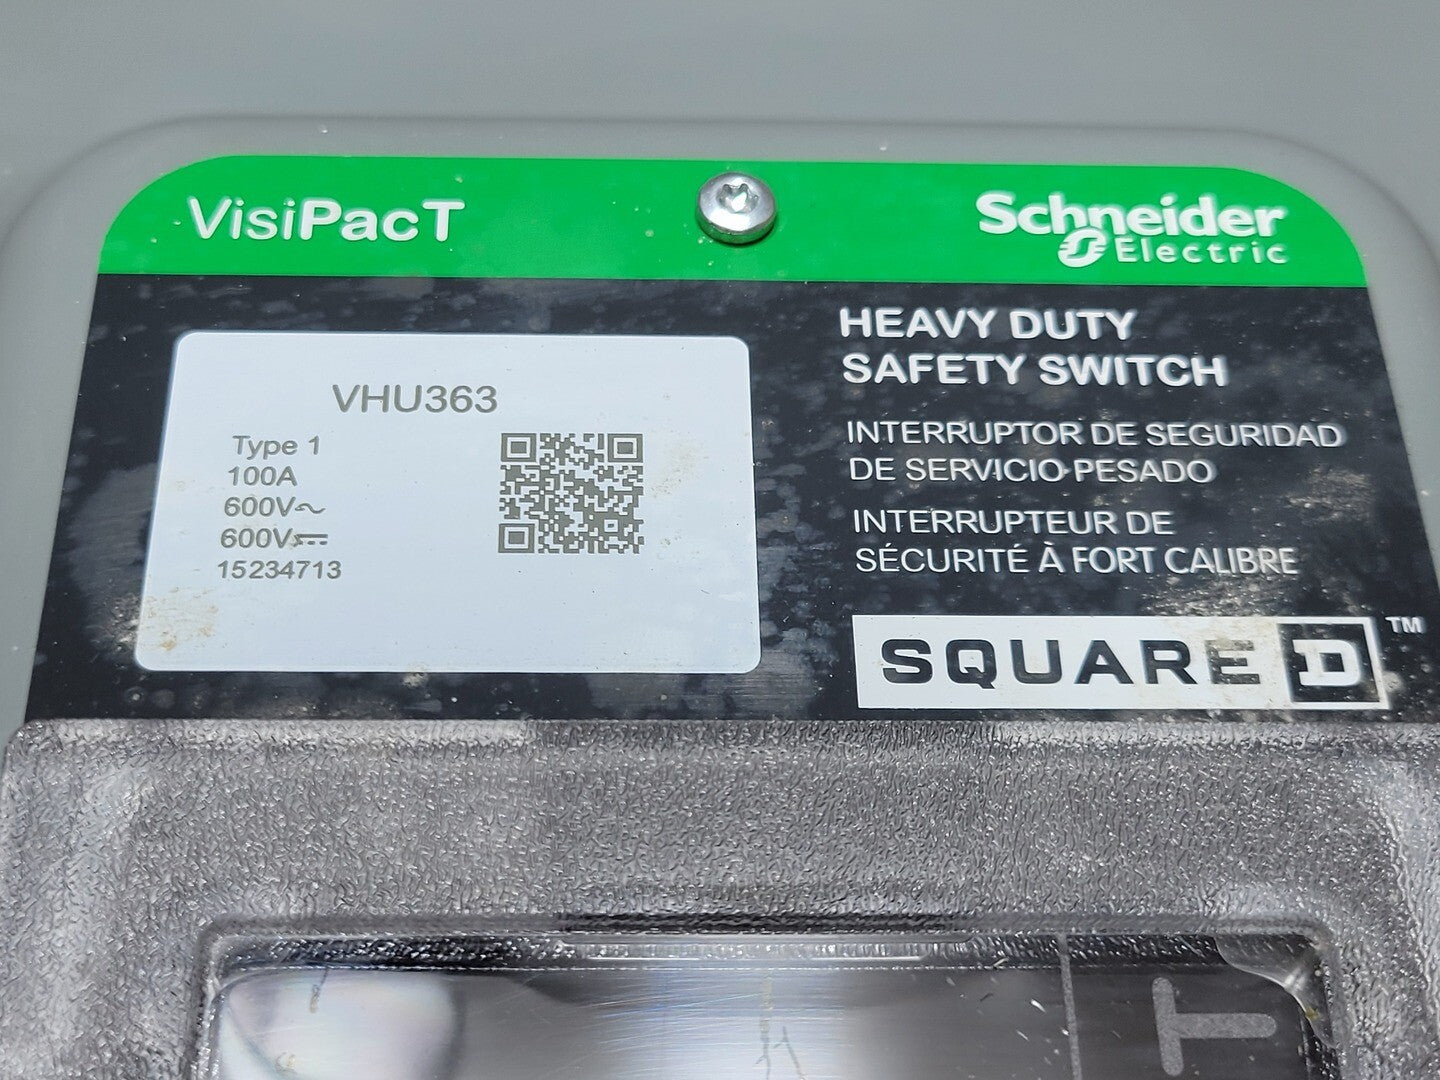 VisiPacT
Schneider
Electric
HEAVY DUTY
SAFETY SWITCH
INTERRUPTOR DE SEGURIDAD
DE SERVICIO PESADO
INTERRUPTEUR DE
SÉCURITÉ À FORT CALIBRE
SQUARE D ™
VHU363
Type 1
100A
600V~
600V⎓
15234713